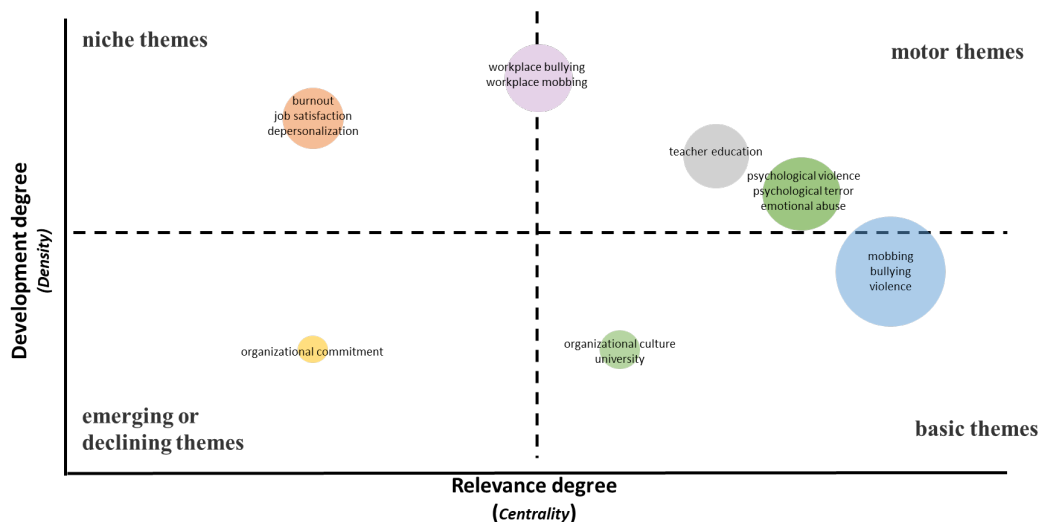 niche themes
motor themes
workplace bullying
workplace mobbing
burnout
job satisfaction
depersonalization
teacher education
psychological violence
psychological terror
emotional abuse
mobbing
bullying
violence
Development degree
(Density)
organizational commitment
organizational culture
university
emerging or
declining themes
basic themes
Relevance degree
(Centrality)